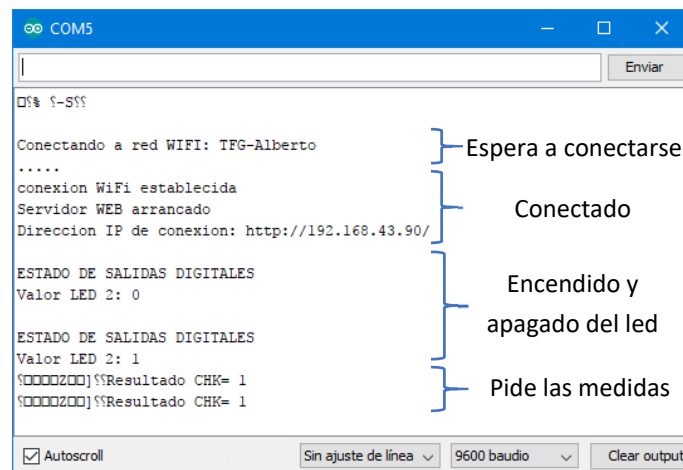 COM5
Enviar
Conectando a red WIFI: TFG-Alberto
Espera a conectarse
.....
conexion WiFi establecida
Servidor WEB arrancado
Conectado
Direccion IP de conexion: http://192.168.43.90/
ESTADO DE SALIDAS DIGITALES
Valor LED 2: 0
Encendido y
apagado del led
ESTADO DE SALIDAS DIGITALES
Valor LED 2: 1
Resultado CHK= 1
Pide las medidas
Resultado CHK= 1
Autoscroll
Sin ajuste de línea
9600 baudio
Clear output